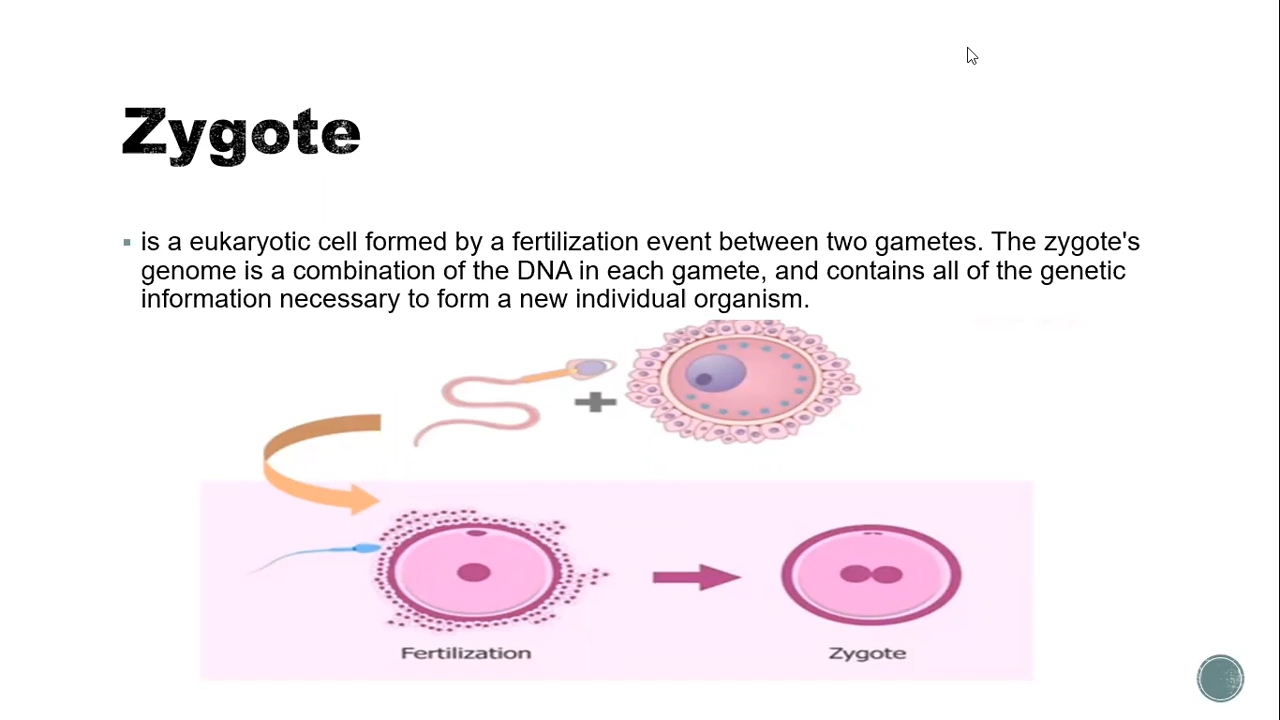 Zygote
is a eukaryotic cell formed by a fertilization event between two gametes. The zygote's
genome is a combination of the DNA in each gamete, and contains all of the genetic
information necessary to form a new individual organism.
Fertilization
Zygote